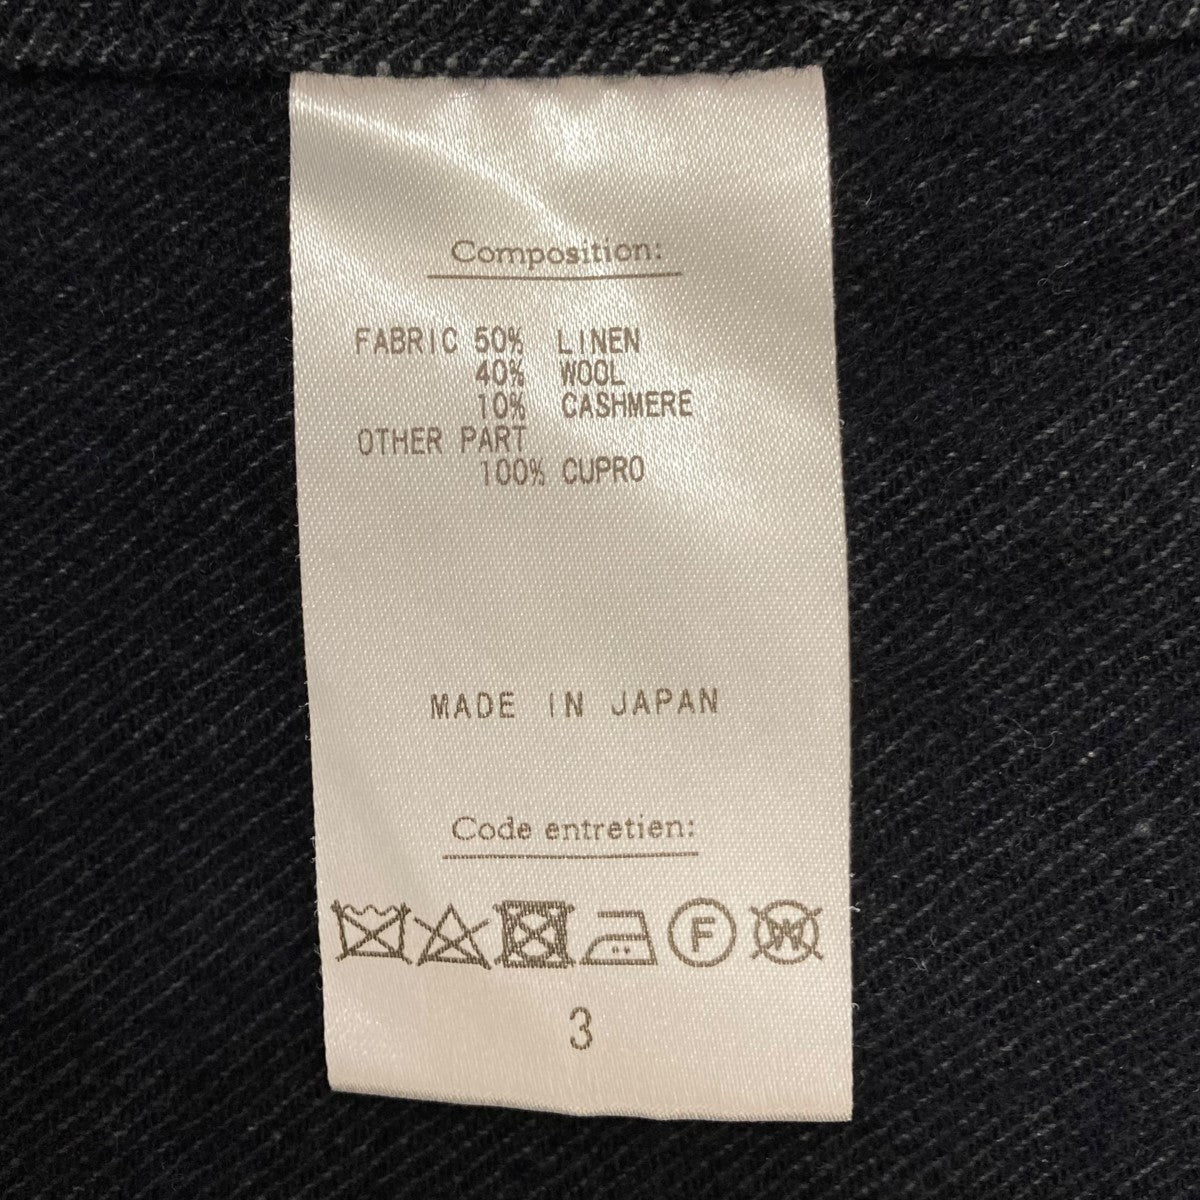 Composition:
FABRIC 50% LINEN
40% WOOL
10% CASHMERE
OTHER PART
100% CUPRO
MADE IN JAPAN
Code entretien:
F W
3